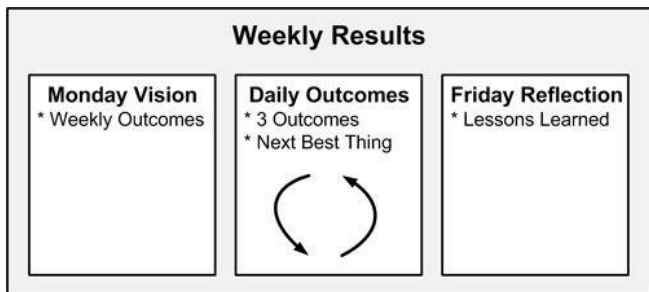 Weekly Results
Monday Vision
* Weekly Outcomes
Daily Outcomes
* 3 Outcomes
* Next Best Thing
Friday Reflection
* Lessons Learned